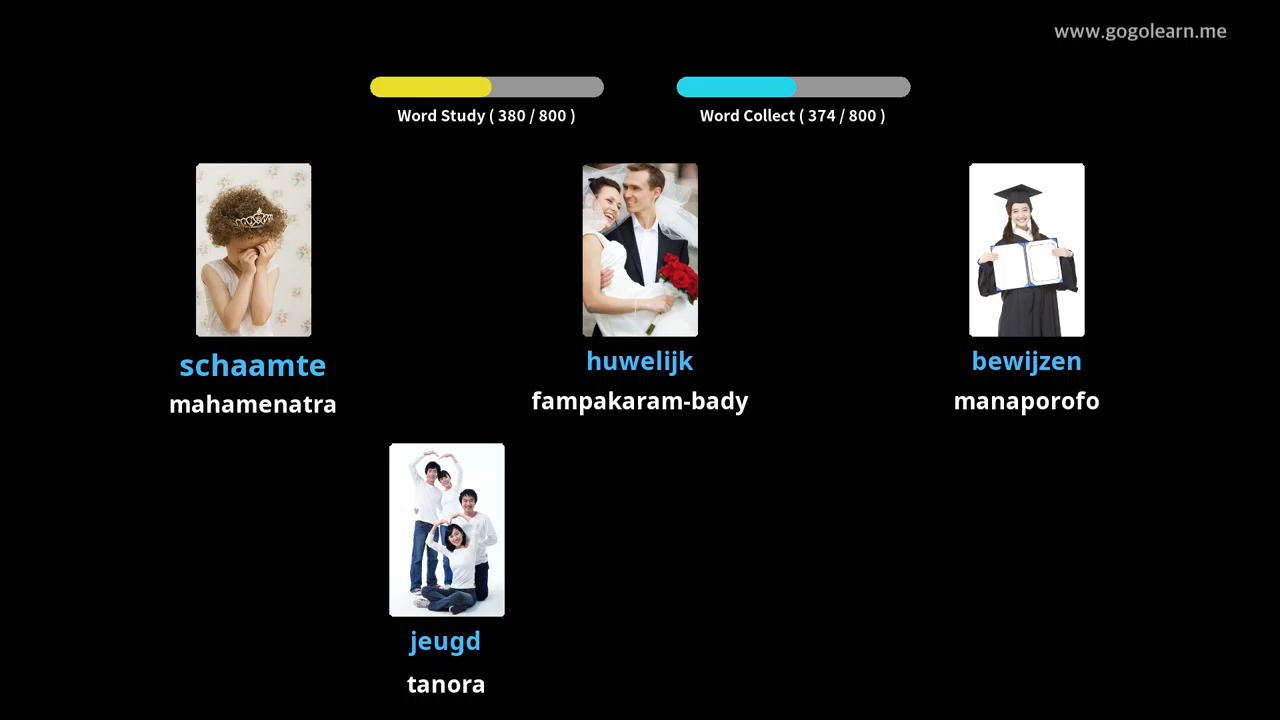 www.gogolearn.me
Word Study ( 380 / 800 )
Word Collect ( 374 / 800 )
schaamte
mahamenatra
huwelijk
fampakaram-bady
bewijzen
manaporofo
jeugd
tanora